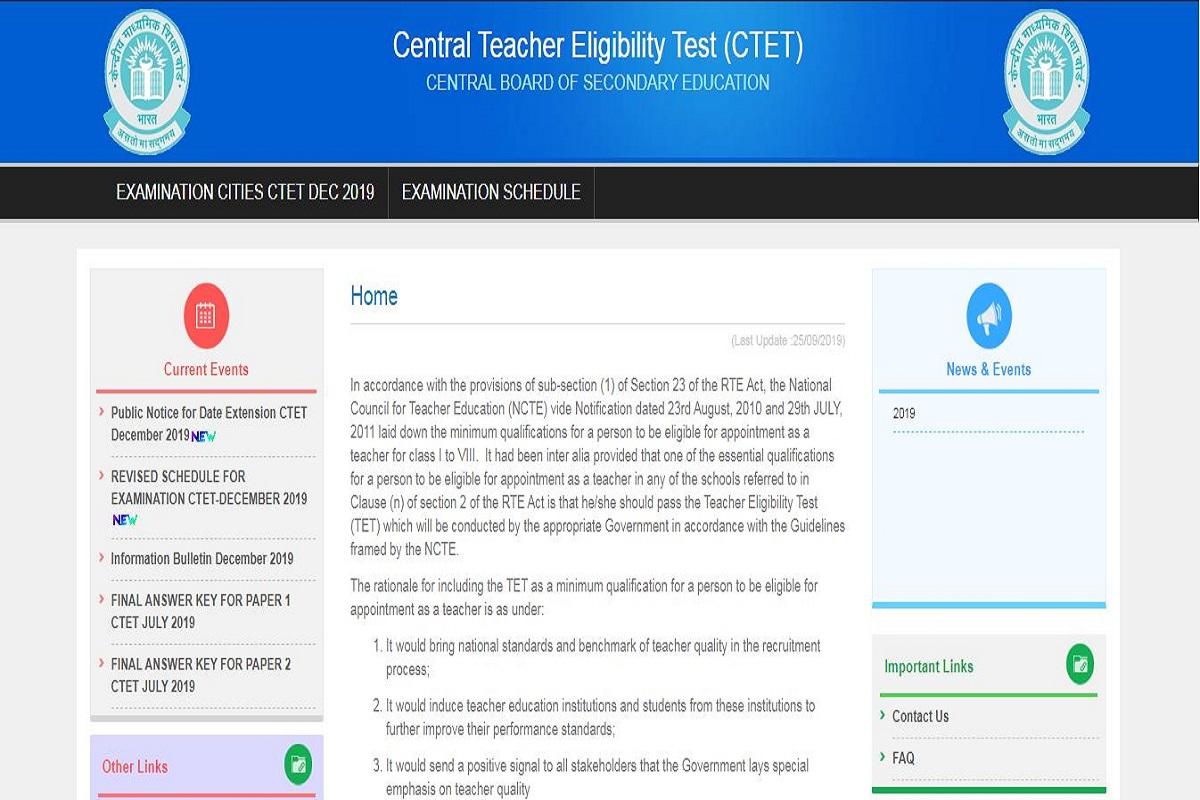 केन्द्रीय माध्यमिक शिक्षा बोर्ड
भारत
असतो मा सद्गमय
Central Teacher Eligibility Test (CTET)
CENTRAL BOARD OF SECONDARY EDUCATION
केन्द्रीय माध्यमिक शिक्षा बोर्ड
भारत
असतो मा सद्गमय
EXAMINATION CITIES CTET DEC 2019
EXAMINATION SCHEDULE
Current Events
Public Notice for Date Extension CTET
December 2019 NEW
REVISED SCHEDULE FOR
EXAMINATION CTET-DECEMBER 2019
NEW
Information Bulletin December 2019
FINAL ANSWER KEY FOR PAPER 1
CTET JULY 2019
FINAL ANSWER KEY FOR PAPER 2
CTET JULY 2019
Other Links
Home
(Last Update :25/09/2019)
In accordance with the provisions of sub-section (1) of Section 23 of the RTE Act, the National
Council for Teacher Education (NCTE) vide Notification dated 23rd August, 2010 and 29th JULY,
2011 laid down the minimum qualifications for a person to be eligible for appointment as a
teacher for class I to VIII. It had been inter alia provided that one of the essential qualifications
for a person to be eligible for appointment as a teacher in any of the schools referred to in
Clause (n) of section 2 of the RTE Act is that he/she should pass the Teacher Eligibility Test
(TET) which will be conducted by the appropriate Government in accordance with the Guidelines
framed by the NCTE.
The rationale for including the TET as a minimum qualification for a person to be eligible for
appointment as a teacher is as under:
1. It would bring national standards and benchmark of teacher quality in the recruitment
process;
2. It would induce teacher education institutions and students from these institutions to
further improve their performance standards;
3. It would send a positive signal to all stakeholders that the Government lays special
emphasis on teacher quality
News & Events
2019
Important Links
Contact Us
FAQ